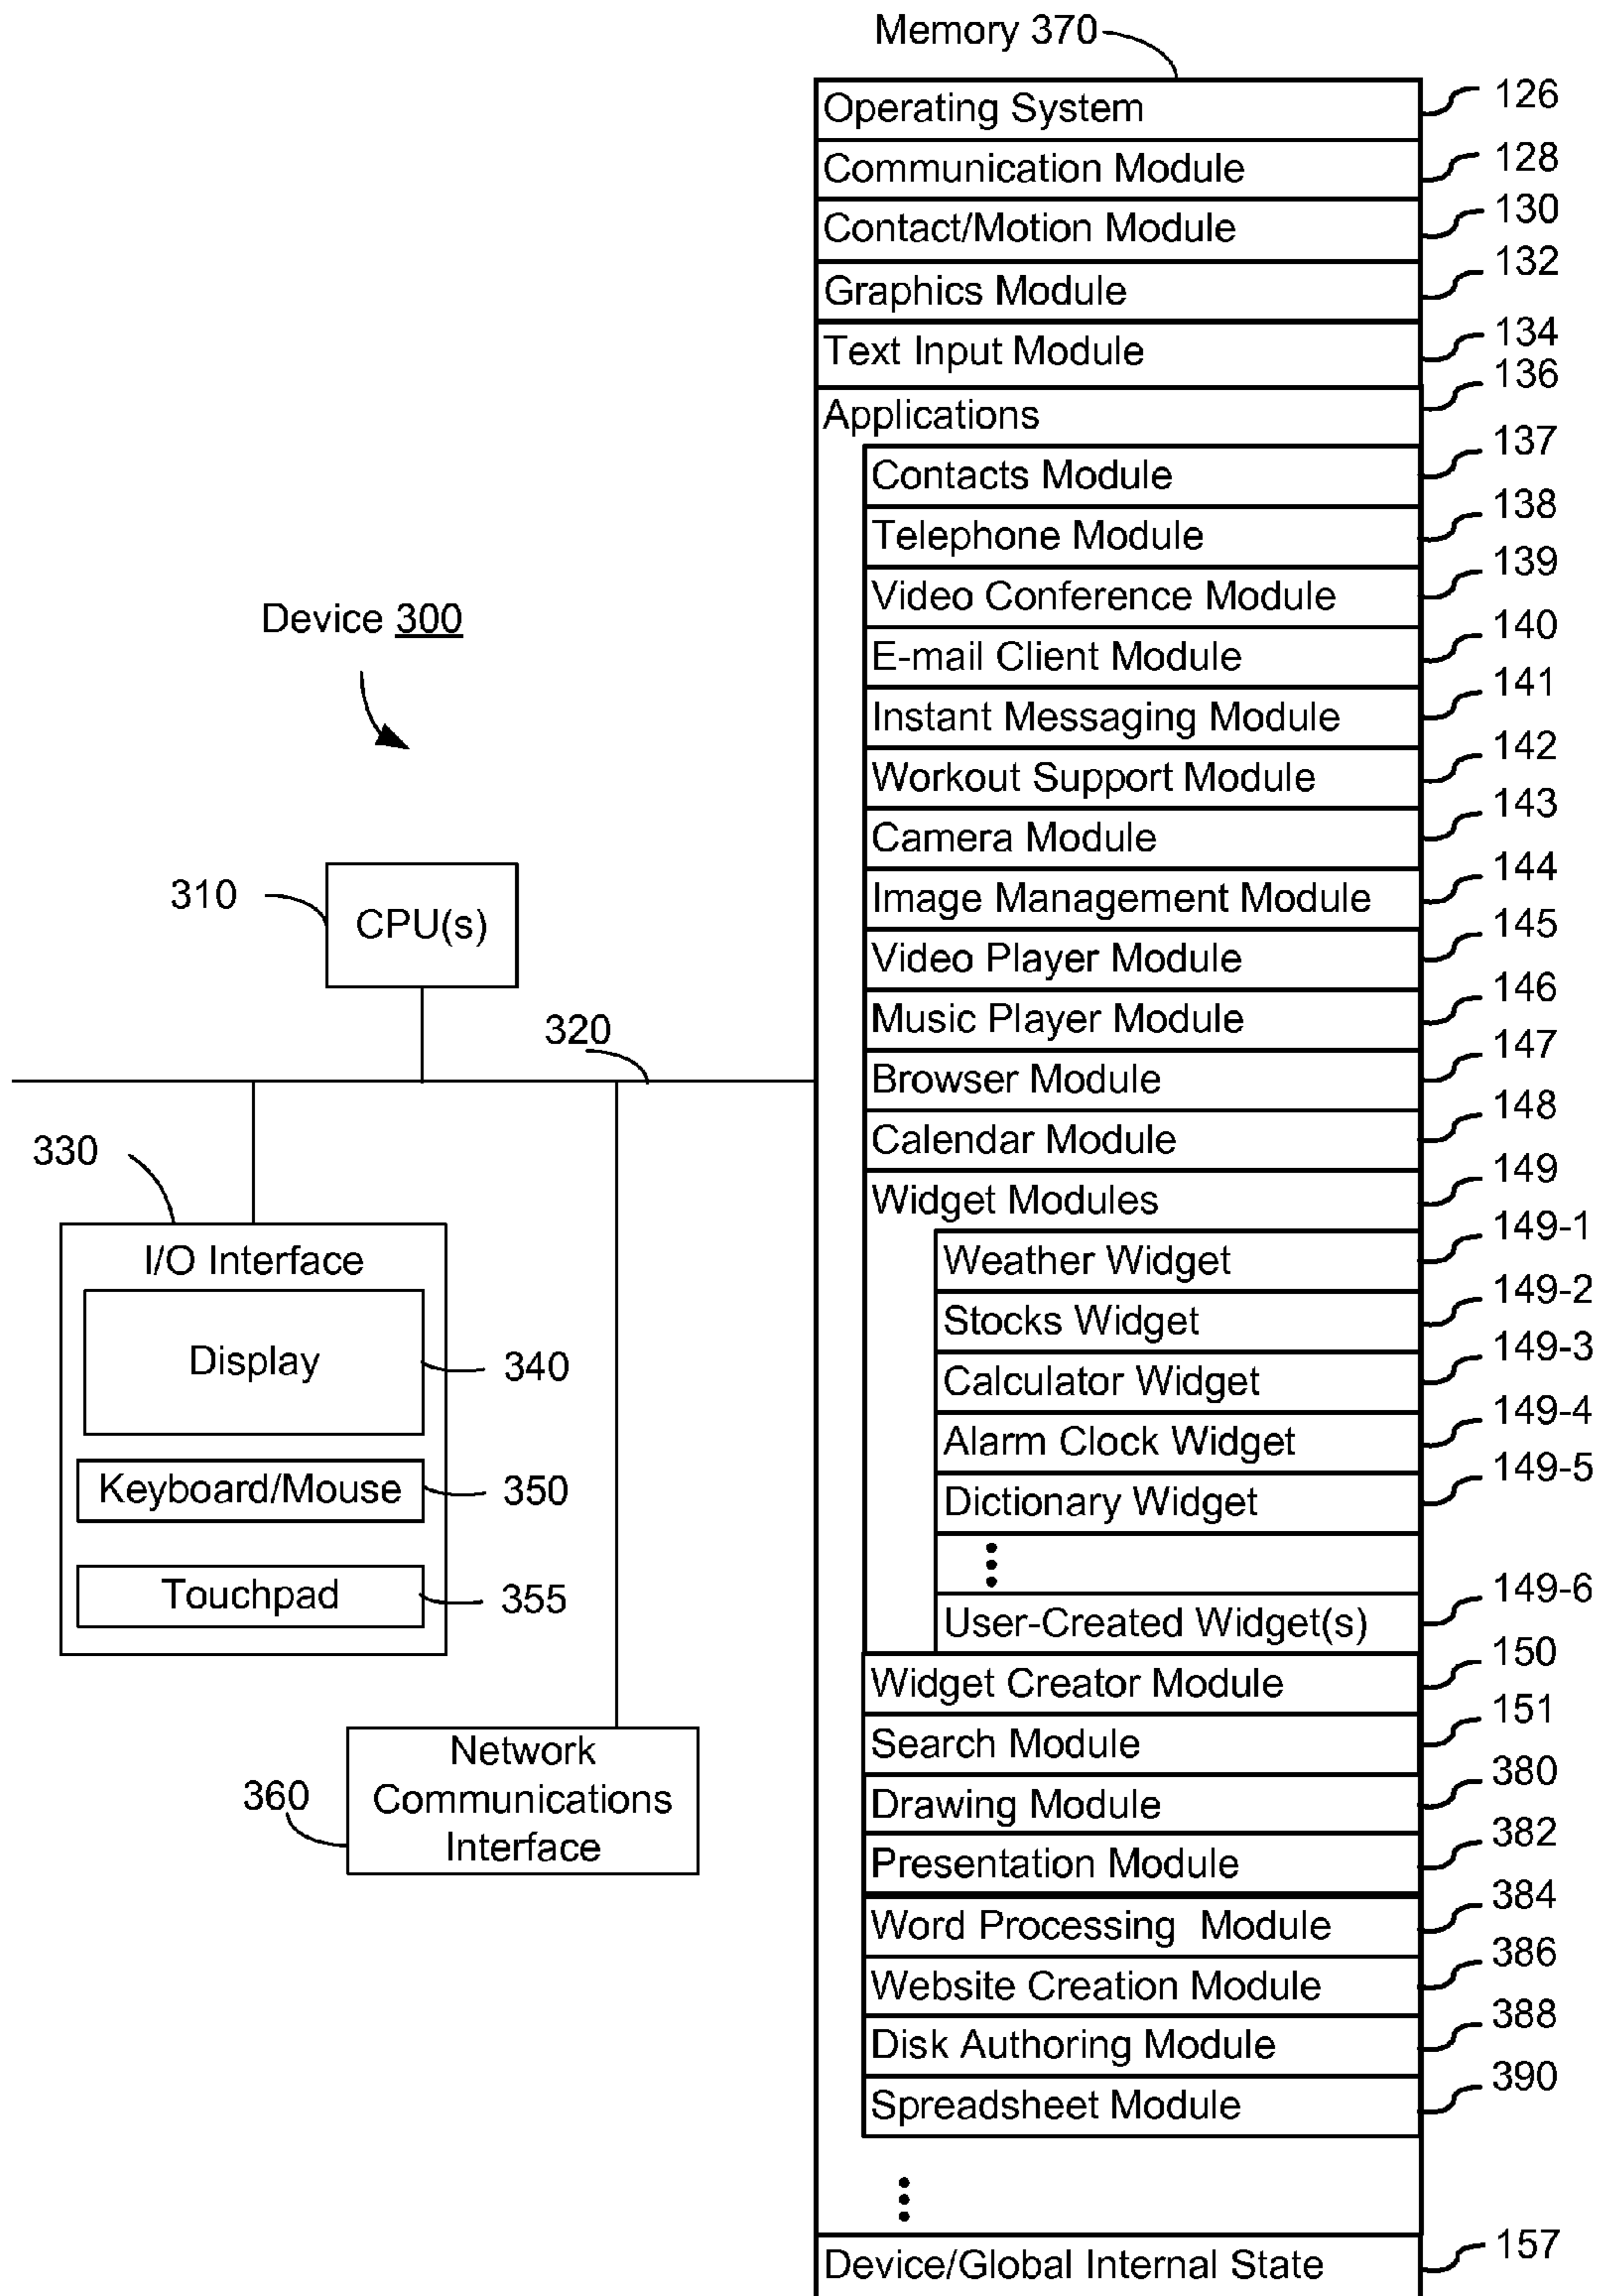 Memory 370
Operating System 126
Communication Module 128
Contact/Motion Module 130
Graphics Module 132
Text Input Module 134
Applications 136
Contacts Module 137
Telephone Module 138
Video Conference Module 139
E-mail Client Module 140
Instant Messaging Module 141
Workout Support Module 142
Camera Module 143
Image Management Module 144
Video Player Module 145
Music Player Module 146
Browser Module 147
Calendar Module 148
Widget Modules 149
Weather Widget 149-1
Stocks Widget 149-2
Calculator Widget 149-3
Alarm Clock Widget 149-4
Dictionary Widget 149-5
User-Created Widget(s) 149-6
Widget Creator Module 150
Search Module 151
Drawing Module 380
Presentation Module 382
Word Processing Module 384
Website Creation Module 386
Disk Authoring Module 388
Spreadsheet Module 390
Device/Global Internal State 157
Device 300
310
CPU(s)
320
330
I/O Interface
Display 340
Keyboard/Mouse 350
Touchpad 355
360
Network
Communications
Interface